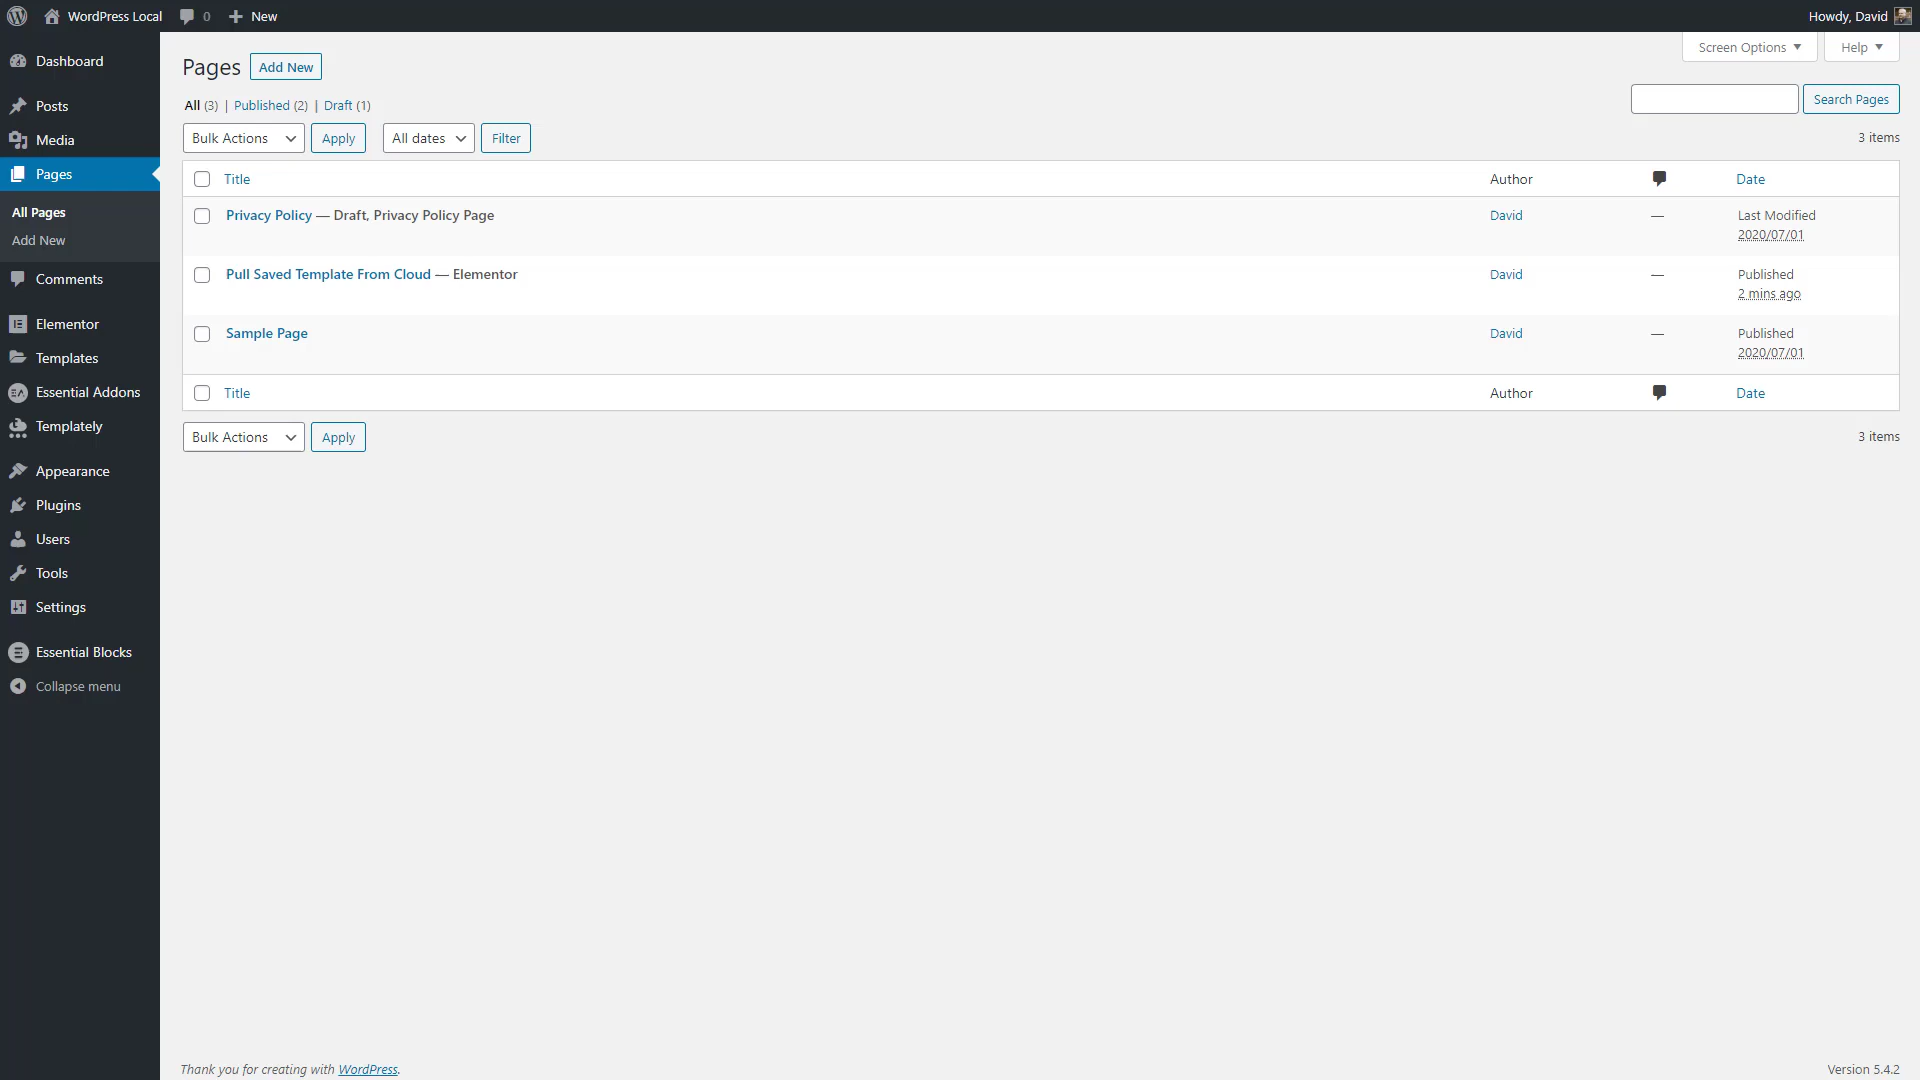 WordPress Local 0 New Howdy, David
Dashboard
Posts
Media
Pages
All Pages
Add New
Comments
Elementor
Templates
Essential Addons
Templately
Appearance
Plugins
Users
Tools
Settings
Essential Blocks
Collapse menu
Screen Options Help
Pages Add New
All (3) | Published (2) | Draft (1)
Search Pages
Bulk Actions Apply All dates Filter 3 items
Title Author Date
Privacy Policy — Draft, Privacy Policy Page David — Last Modified
2020/07/01
Pull Saved Template From Cloud — Elementor David — Published
2 mins ago
Sample Page David — Published
2020/07/01
Title Author Date
Bulk Actions Apply 3 items
Thank you for creating with WordPress. Version 5.4.2